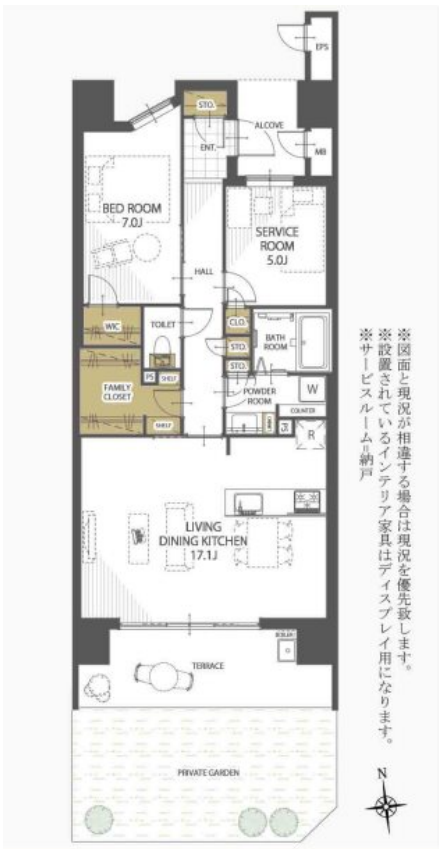 EPS
STO.
ALCOVE
ENT.
MB
BED ROOM
7.0J
SERVICE
ROOM
5.0J
HALL
WIC
TOILET
CLO.
STO.
BATH
ROOM
STO.
PS
SHELF
FAMILY
CLOSET
POWDER
ROOM
W
COUNTER
SHELF
LINEN
PS
R
LIVING
DINING KITCHEN
17.1J
BOILER
TERRACE
PRIVATE GARDEN
※図面と現況が相違する場合は現況を優先致します。
※設置されているインテリア家具はディスプレイ用になります。
※サービスルーム=納戸
N